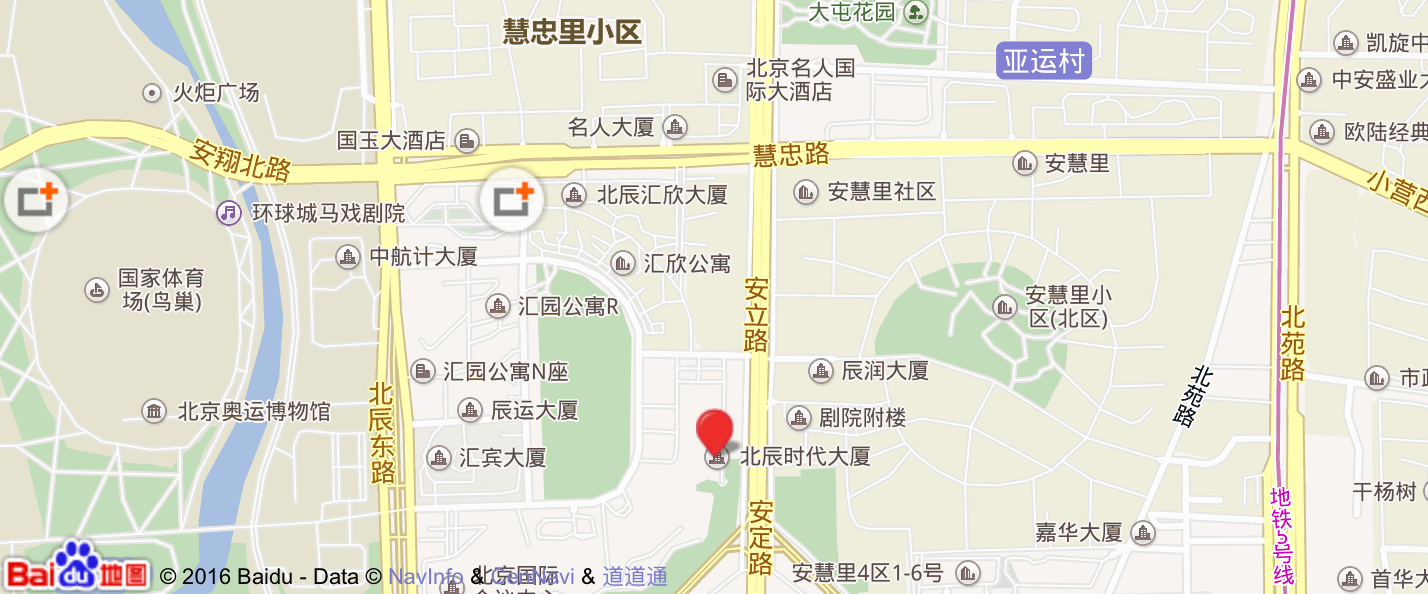 慧忠里小区
大屯花园
亚运村
凯旋中
北京名人国
际大酒店
中安盛业大
火炬广场
名人大厦
国玉大酒店
欧陆经典
安翔北路
慧忠路
安慧里
小营西
北辰汇欣大厦
安慧里社区
环球城马戏剧院
中航计大厦
汇欣公寓
国家体育
场(鸟巢)
汇园公寓R
安立路
安慧里小
区(北区)
北苑路
汇园公寓N座
辰润大厦
北苑路
市政
北京奥运博物馆
辰运大厦
剧院附楼
北辰东路
汇宾大厦
北辰时代大厦
干杨树
地铁5号线
安定路
嘉华大厦
安慧里4区1-6号
首华大
北京国际
Bai du 地图
© 2016 Baidu - Data © NavInfo & CenNavi & 道道通